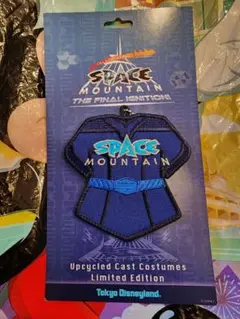 SPACE
MOUNTAIN
THE FINAL IGNITION!
SPACE
MOUNTAIN
Upcycled Cast Costumes
Limited Edition
Tokyo Disneyland.